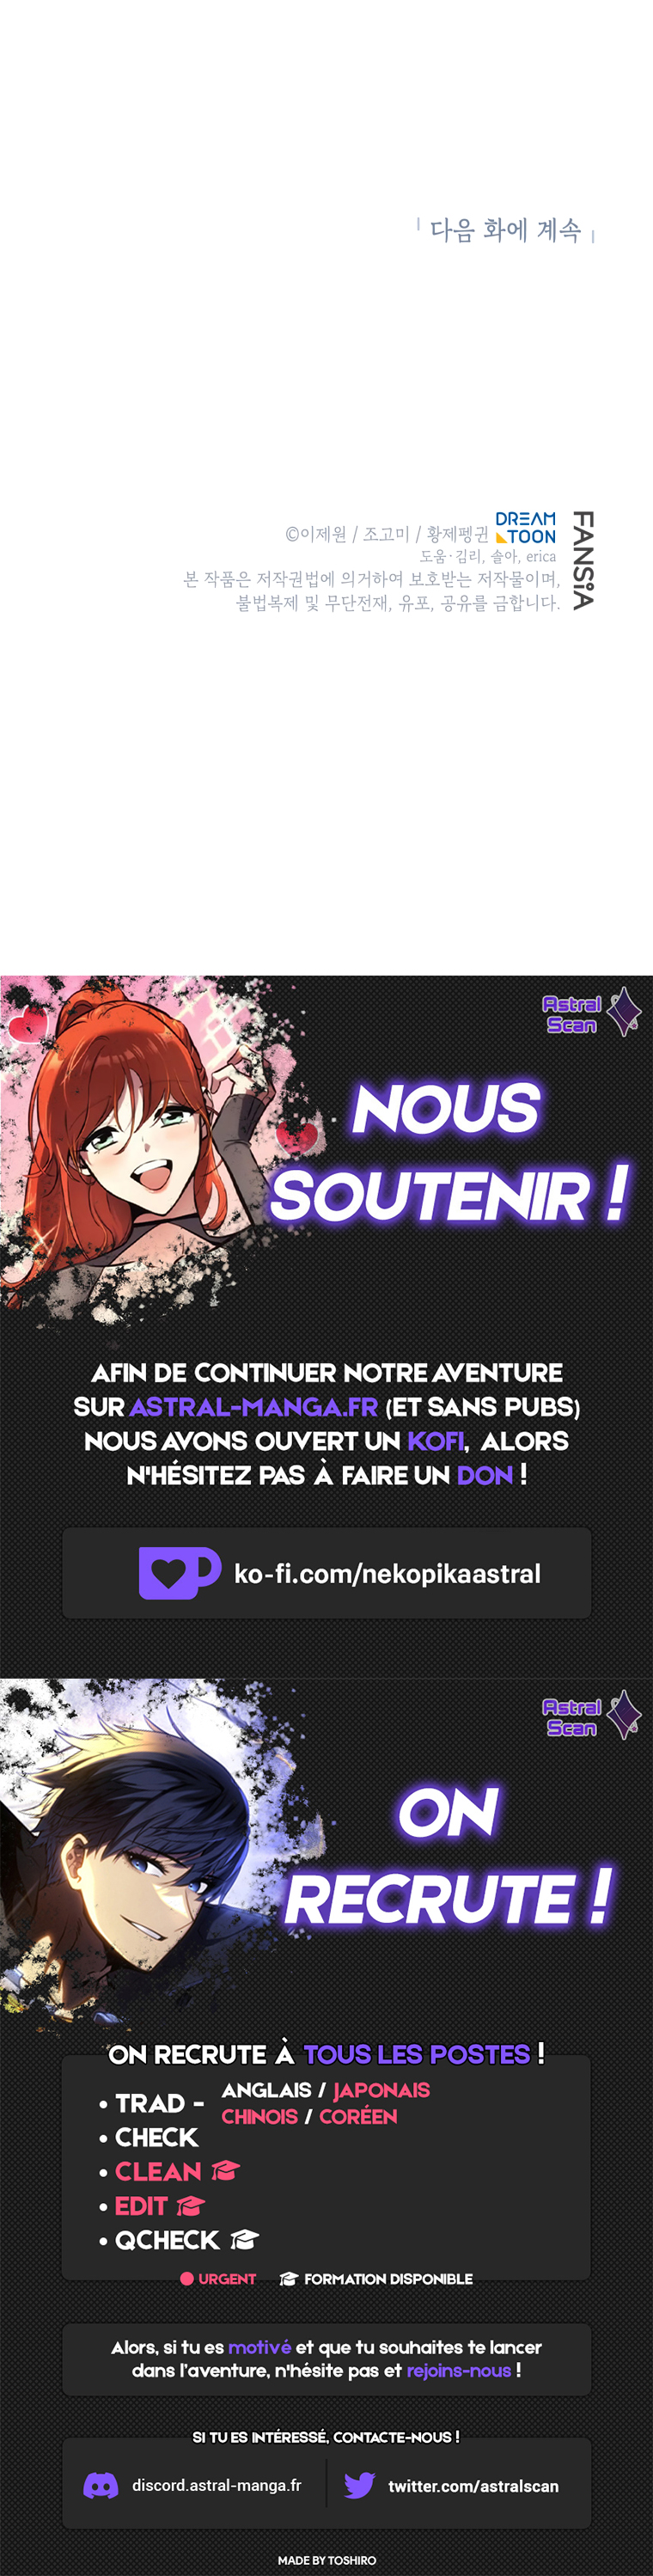 다음 화에 계속
DREAM
TOON
FANSiA
©이제원 / 조고미 / 황제펭귄
도움·김리, 솔아, erica
본 작품은 저작권법에 의거하여 보호받는 저작물이며,
불법복제 및 무단전재, 유포, 공유를 금합니다.
Astral
Scan
NOUS
SOUTENIR !
AFIN DE CONTINUER NOTRE AVENTURE
SUR ASTRAL-MANGA.FR (ET SANS PUBS)
NOUS AVONS OUVERT UN KOFI, ALORS
N'HÉSITEZ PAS À FAIRE UN DON !
ko-fi.com/nekopikaastral
Astral
Scan
ON
RECRUTE !
ON RECRUTE À TOUS LES POSTES !
• TRAD - ANGLAIS / JAPONAIS
CHINOIS / CORÉEN
• CHECK
• CLEAN
• EDIT
• QCHECK
URGENT FORMATION DISPONIBLE
Alors, si tu es motivé et que tu souhaites te lancer
dans l'aventure, n'hésite pas et rejoins-nous !
SI TU ES INTÉRESSÉ, CONTACTE-NOUS !
discord.astral-manga.fr
twitter.com/astralscan
MADE BY TOSHIRO